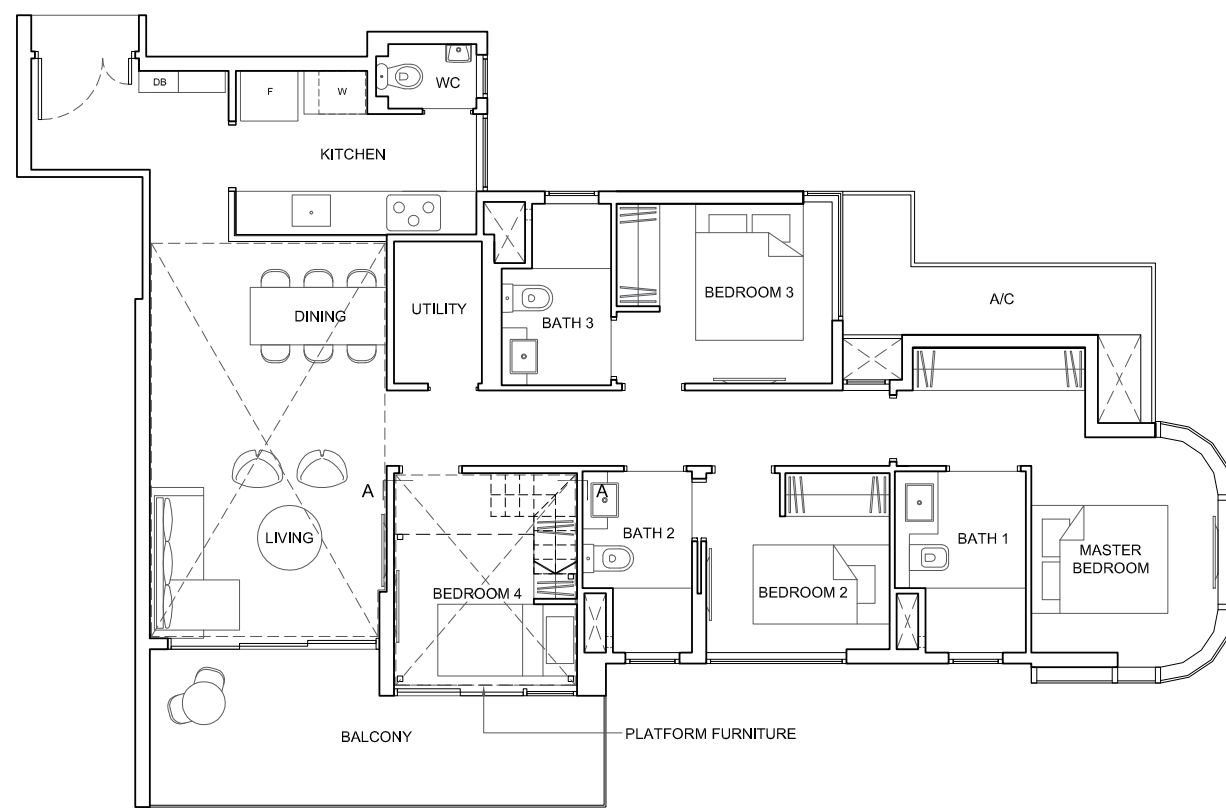 DB
F
W
WC
KITCHEN
BEDROOM 3
A/C
UTILITY
DINING
BATH 3
A
A
LIVING
BATH 2
BATH 1
MASTER
BEDROOM
BEDROOM 4
BEDROOM 2
BALCONY
PLATFORM FURNITURE